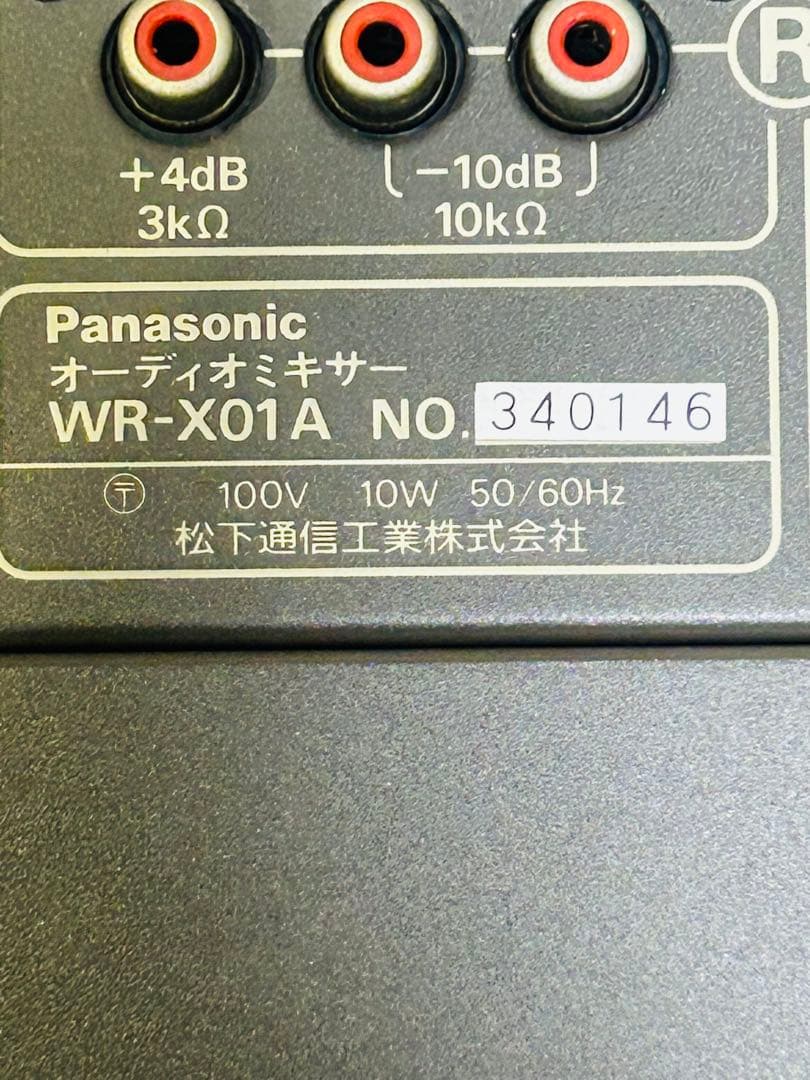 R
+4dB -10dB
3kΩ 10kΩ
Panasonic
オーディオミキサー
WR-X01A NO. 340146
〶 100V 10W 50/60Hz
松下通信工業株式会社